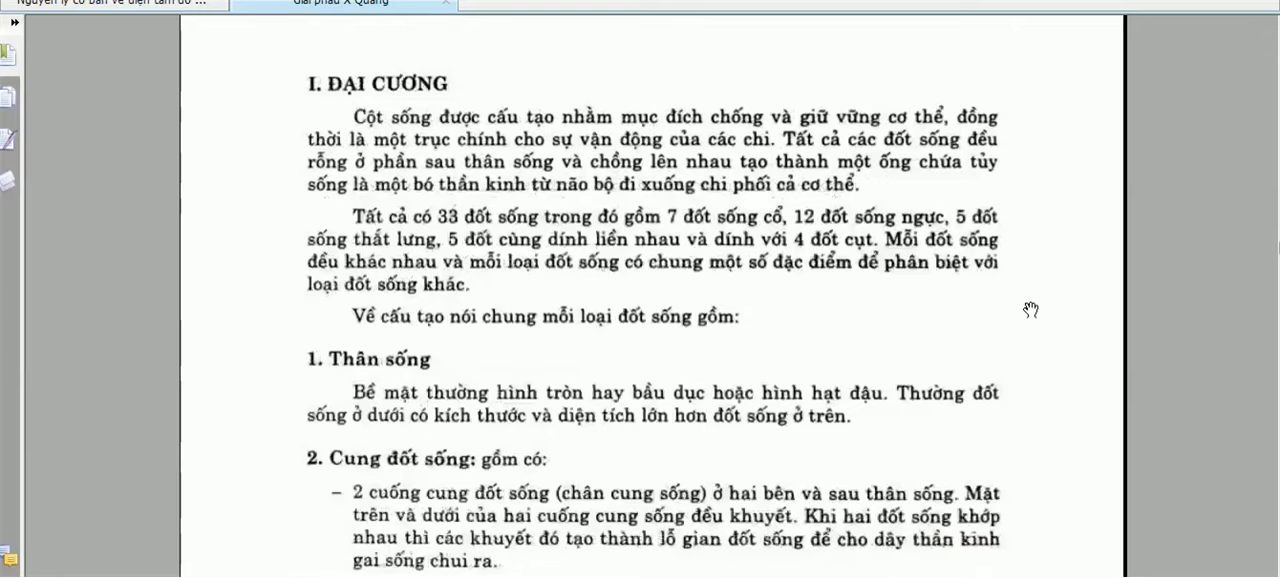 Nguyên lý cơ bản về điện tâm đồ ...
Giải phẫu X Quang
I. ĐẠI CƯƠNG
Cột sống được cấu tạo nhằm mục đích chống và giữ vững cơ thể, đồng
thời là một trục chính cho sự vận động của các chi. Tất cả các đốt sống đều
rỗng ở phần sau thân sống và chồng lên nhau tạo thành một ống chứa tủy
sống là một bó thần kinh từ não bộ đi xuống chi phối cả cơ thể.
Tất cả có 33 đốt sống trong đó gồm 7 đốt sống cổ, 12 đốt sống ngực, 5 đốt
sống thắt lưng, 5 đốt cùng dính liền nhau và dính với 4 đốt cụt. Mỗi đốt sống
đều khác nhau và mỗi loại đốt sống có chung một số đặc điểm để phân biệt với
loại đốt sống khác.
Về cấu tạo nói chung mỗi loại đốt sống gồm:
1. Thân sống
Bề mặt thường hình tròn hay bầu dục hoặc hình hạt đậu. Thường đốt
sống ở dưới có kích thước và diện tích lớn hơn đốt sống ở trên.
2. Cung đốt sống: gồm có:
– 2 cuống cung đốt sống (chân cung sống) ở hai bên và sau thân sống. Mặt
trên và dưới của hai cuống cung sống đều khuyết. Khi hai đốt sống khớp
nhau thì các khuyết đó tạo thành lỗ gian đốt sống để cho dây thần kinh
gai sống chui ra.